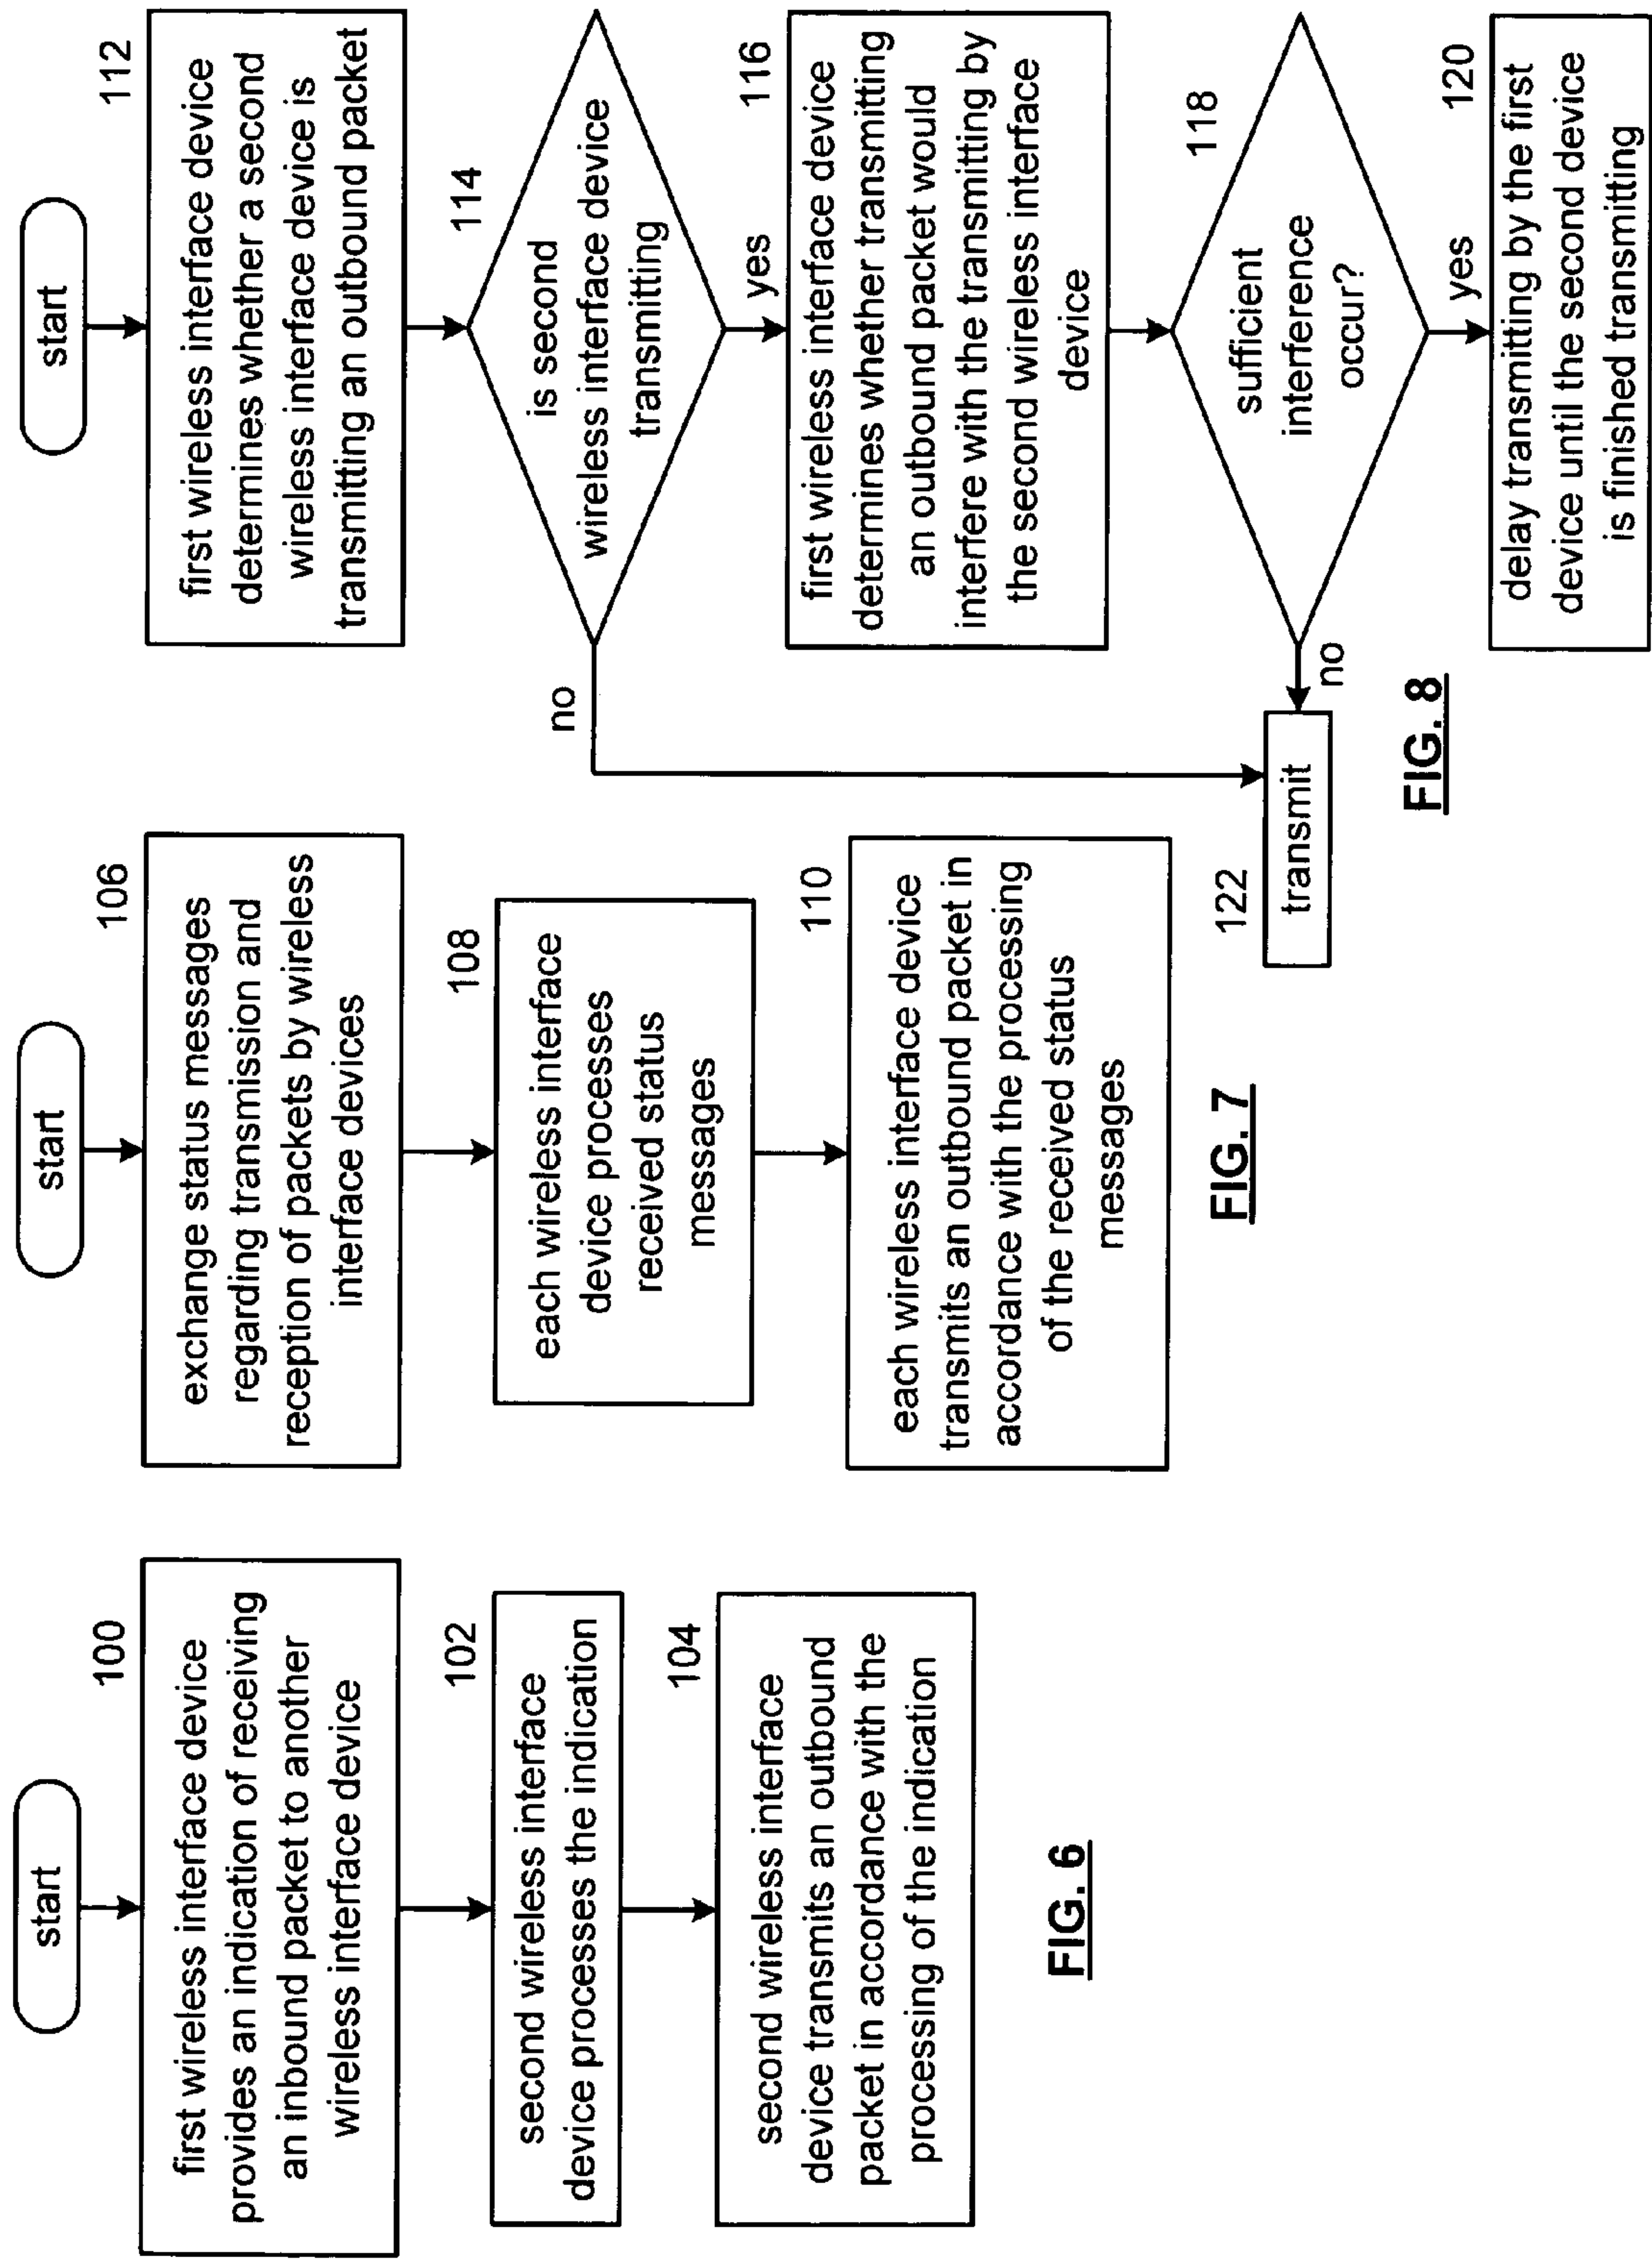 start
100
first wireless interface device
provides an indication of receiving
an inbound packet to another
wireless interface device
102
second wireless interface
device processes the indication
104
second wireless interface
device transmits an outbound
packet in accordance with the
processing of the indication
FIG. 6
start
106
exchange status messages
regarding transmission and
reception of packets by wireless
interface devices
108
each wireless interface
device processes
received status
messages
110
each wireless interface device
transmits an outbound packet in
accordance with the processing
of the received status
messages
FIG. 7
start
112
first wireless interface device
determines whether a second
wireless interface device is
transmitting an outbound packet
114
is second
wireless interface device
transmitting
no
yes
116
first wireless interface device
determines whether transmitting
an outbound packet would
interfere with the transmitting by
the second wireless interface
device
118
sufficient
interference
occur?
no
yes
122
transmit
120
delay transmitting by the first
device until the second device
is finished transmitting
FIG. 8